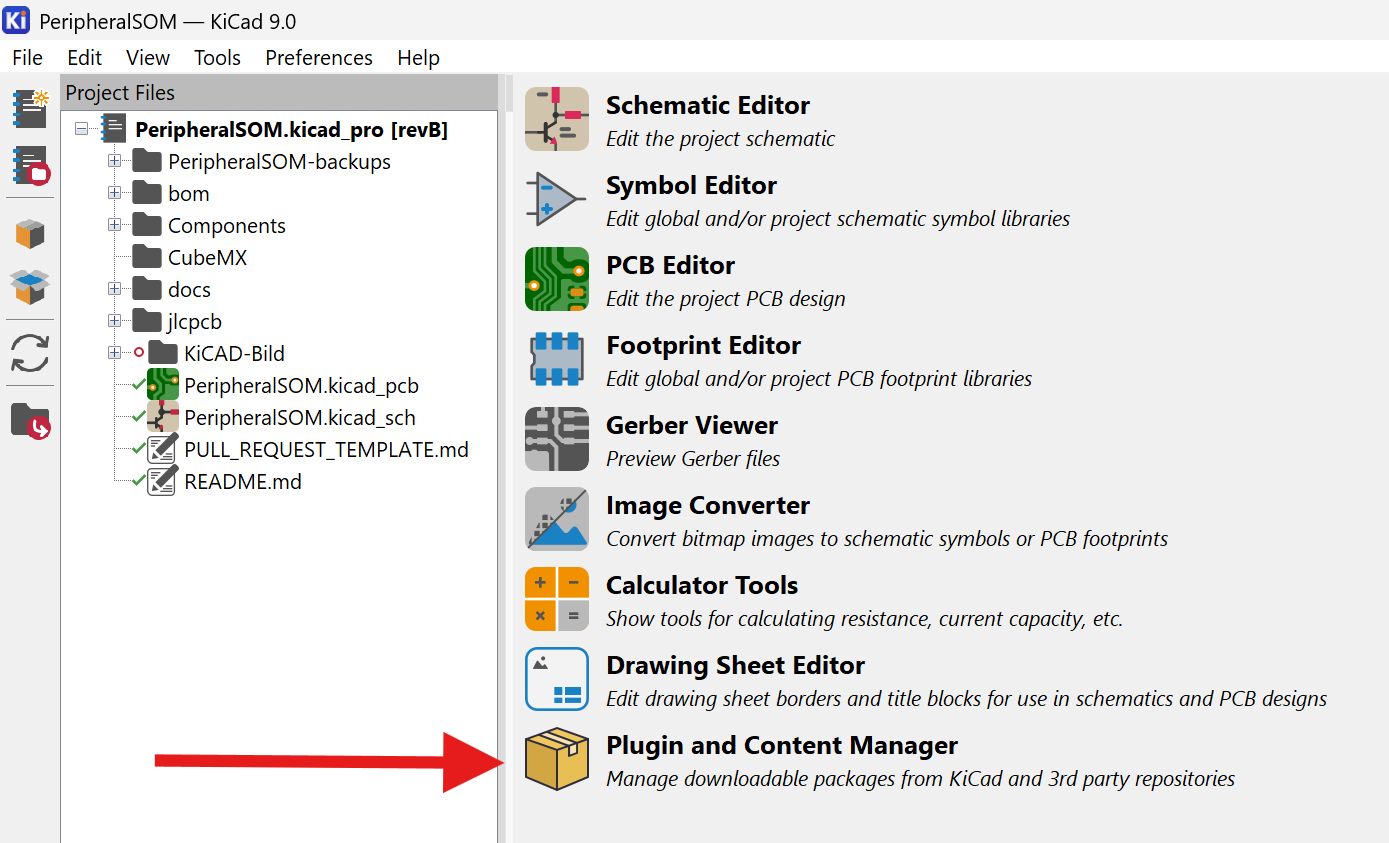 PeripheralSOM — KiCad 9.0
File Edit View Tools Preferences Help
Project Files
PeripheralSOM.kicad_pro [revB]
PeripheralSOM-backups
bom
Components
CubeMX
docs
jlcpcb
KiCAD-Bild
PeripheralSOM.kicad_pcb
PeripheralSOM.kicad_sch
PULL_REQUEST_TEMPLATE.md
README.md
Schematic Editor
Edit the project schematic
Symbol Editor
Edit global and/or project schematic symbol libraries
PCB Editor
Edit the project PCB design
Footprint Editor
Edit global and/or project PCB footprint libraries
Gerber Viewer
Preview Gerber files
Image Converter
Convert bitmap images to schematic symbols or PCB footprints
Calculator Tools
Show tools for calculating resistance, current capacity, etc.
Drawing Sheet Editor
Edit drawing sheet borders and title blocks for use in schematics and PCB designs
Plugin and Content Manager
Manage downloadable packages from KiCad and 3rd party repositories